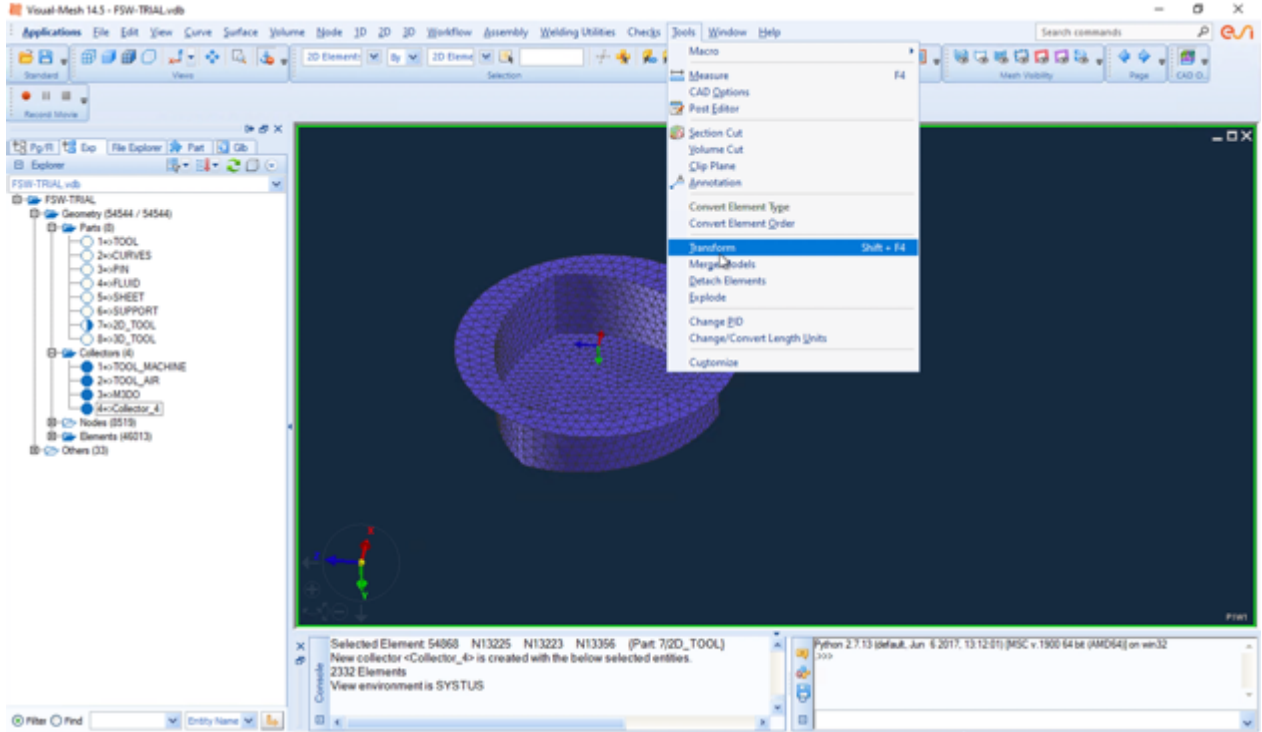 Visual-Mesh 14.5 - FSW-TRIAL.vdb
Applications File Edit View Curve Surface Volume Node 1D 2D 3D Workflow Assembly Welding Utilities Checks Tools Window Help Search commands
2D Elements By 2D Eleme
Standard Views Selection Mesh Visibility Page CAD O..
Record Movie
Macro
Measure F4
CAD Options
Post Editor
Section Cut
Volume Cut
Clip Plane
Annotation
Convert Element Type
Convert Element Order
Transform Shift + F4
Merge Models
Detach Elements
Explode
Change PID
Change/Convert Length Units
Customize
Exp File Explorer Part
Explorer
FSW-TRIAL.vdb
FSW-TRIAL
Geometry (54544 / 54544)
Parts (8)
1=>TOOL
2=>CURVES
3=>PIN
4=>FLUID
5=>SHEET
6=>SUPPORT
7=>2D_TOOL
8=>3D_TOOL
Collectors (4)
1=>TOOL_MACHINE
2=>TOOL_AIR
3=>M3DO
4=>Collector_4
Nodes (8519)
Elements (46013)
Others (33)
X
Y
P1W1
Console
Selected Element 54868 N13225 N13223 N13356 (Part 7/2D_TOOL)
New collector <Collector_4> is created with the below selected entities.
2332 Elements
View environment is SYSTUS
Python 2.7.13 (default, Jun 6 2017, 13:12:01) [MSC v.1900 64 bit (AMD64)] on win32
>>>
Filter Find Entity Name